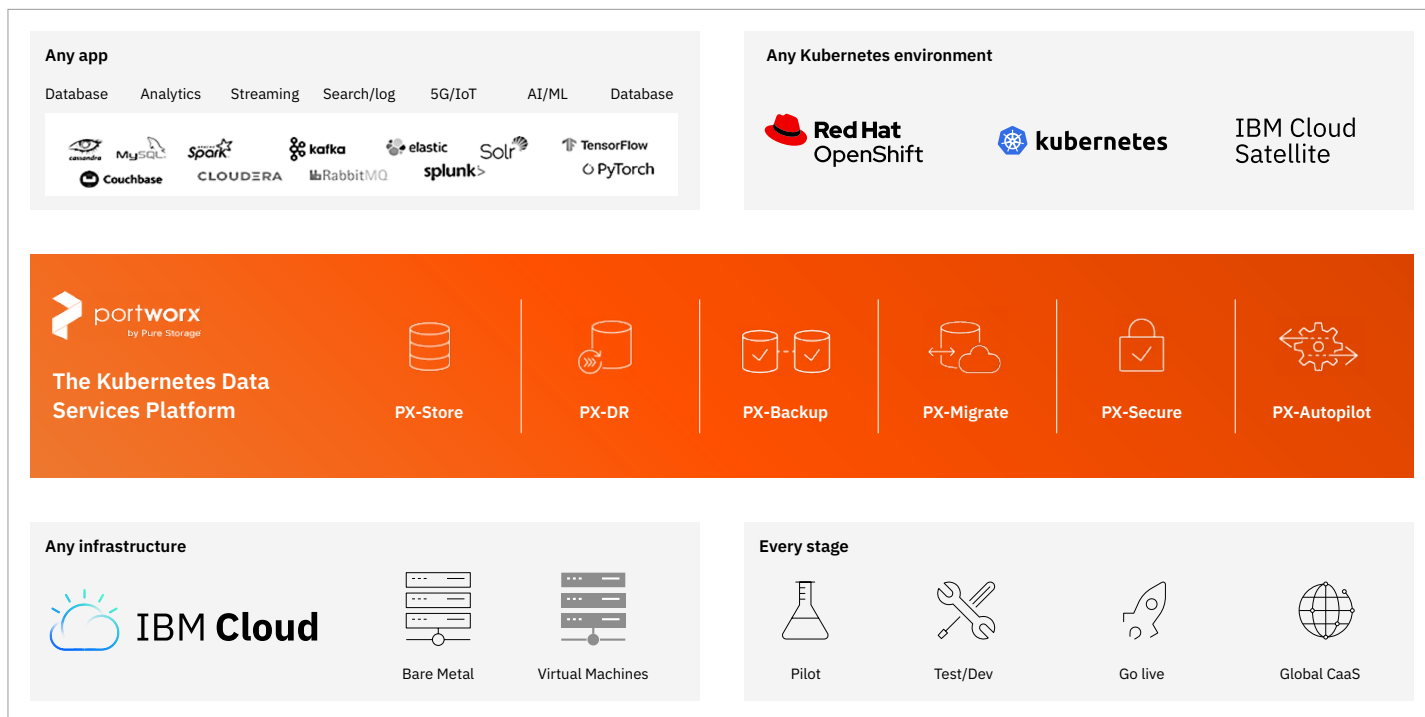 Any app
Database Analytics Streaming Search/log 5G/IoT AI/ML Database
cassandra MySQL Spark kafka elastic Solr TensorFlow
Couchbase CLOUDERA RabbitMQ splunk> PyTorch
Any Kubernetes environment
Red Hat
OpenShift
kubernetes
IBM Cloud
Satellite
portworx
by Pure Storage
The Kubernetes Data
Services Platform
PX-Store
PX-DR
PX-Backup
PX-Migrate
PX-Secure
PX-Autopilot
Any infrastructure
IBM Cloud
Bare Metal
Virtual Machines
Every stage
Pilot
Test/Dev
Go live
Global CaaS